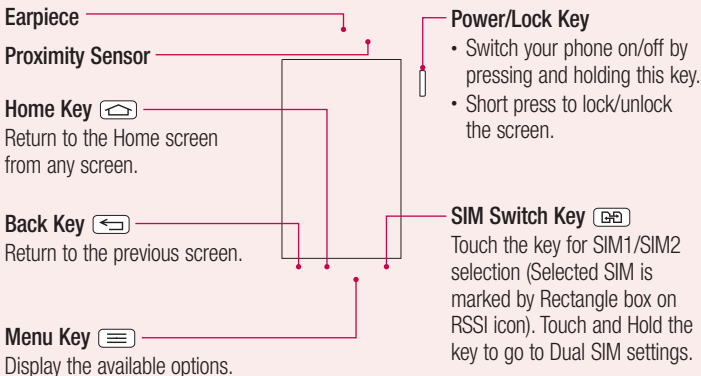 Earpiece
Proximity Sensor
Home Key
Return to the Home screen
from any screen.
Back Key
Return to the previous screen.
Menu Key
Display the available options.
Power/Lock Key
• Switch your phone on/off by
pressing and holding this key.
• Short press to lock/unlock
the screen.
SIM Switch Key
Touch the key for SIM1/SIM2
selection (Selected SIM is
marked by Rectangle box on
RSSI icon). Touch and Hold the
key to go to Dual SIM settings.